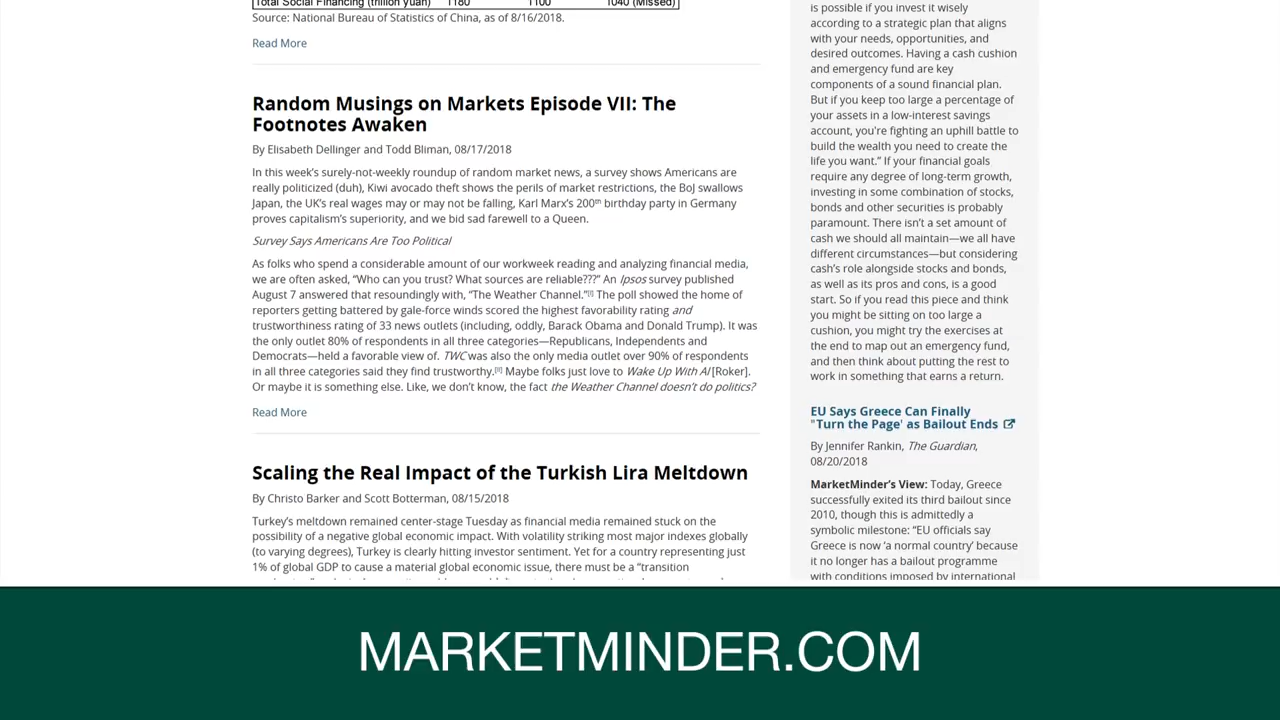 Total Social Financing (trillion yuan) 1180 1100 1040 (Missed)
Source: National Bureau of Statistics of China, as of 8/16/2018.
Read More
Random Musings on Markets Episode VII: The
Footnotes Awaken
By Elisabeth Dellinger and Todd Bliman, 08/17/2018
In this week’s surely-not-weekly roundup of random market news, a survey shows Americans are
really politicized (duh), Kiwi avocado theft shows the perils of market restrictions, the BoJ swallows
Japan, the UK’s real wages may or may not be falling, Karl Marx’s 200th birthday party in Germany
proves capitalism’s superiority, and we bid sad farewell to a Queen.
Survey Says Americans Are Too Political
As folks who spend a considerable amount of our workweek reading and analyzing financial media,
we are often asked, “Who can you trust? What sources are reliable???” An Ipsos survey published
August 7 answered that resoundingly with, “The Weather Channel.”[i] The poll showed the home of
reporters getting battered by gale-force winds scored the highest favorability rating and
trustworthiness rating of 33 news outlets (including, oddly, Barack Obama and Donald Trump). It was
the only outlet 80% of respondents in all three categories—Republicans, Independents and
Democrats—held a favorable view of. TWC was also the only media outlet over 90% of respondents
in all three categories said they find trustworthy.[ii] Maybe folks just love to Wake Up With Al [Roker].
Or maybe it is something else. Like, we don’t know, the fact the Weather Channel doesn’t do politics?
Read More
Scaling the Real Impact of the Turkish Lira Meltdown
By Christo Barker and Scott Botterman, 08/15/2018
Turkey’s meltdown remained center-stage Tuesday as financial media remained stuck on the
possibility of a negative global economic impact. With volatility striking most major indexes globally
(to varying degrees), Turkey is clearly hitting investor sentiment. Yet for a country representing just
1% of global GDP to cause a material global economic issue, there must be a “transition
is possible if you invest it wisely
according to a strategic plan that aligns
with your needs, opportunities, and
desired outcomes. Having a cash cushion
and emergency fund are key
components of a sound financial plan.
But if you keep too large a percentage of
your assets in a low-interest savings
account, you're fighting an uphill battle to
build the wealth you need to create the
life you want.” If your financial goals
require any degree of long-term growth,
investing in some combination of stocks,
bonds and other securities is probably
paramount. There isn’t a set amount of
cash we should all maintain—we all have
different circumstances—but considering
cash’s role alongside stocks and bonds,
as well as its pros and cons, is a good
start. So if you read this piece and think
you might be sitting on too large a
cushion, you might try the exercises at
the end to map out an emergency fund,
and then think about putting the rest to
work in something that earns a return.
EU Says Greece Can Finally
"Turn the Page' as Bailout Ends
By Jennifer Rankin, The Guardian,
08/20/2018
MarketMinder’s View: Today, Greece
successfully exited its third bailout since
2010, though this is admittedly a
symbolic milestone: “EU officials say
Greece is now ‘a normal country’ because
it no longer has a bailout programme
with conditions imposed by international
MARKETMINDER.COM